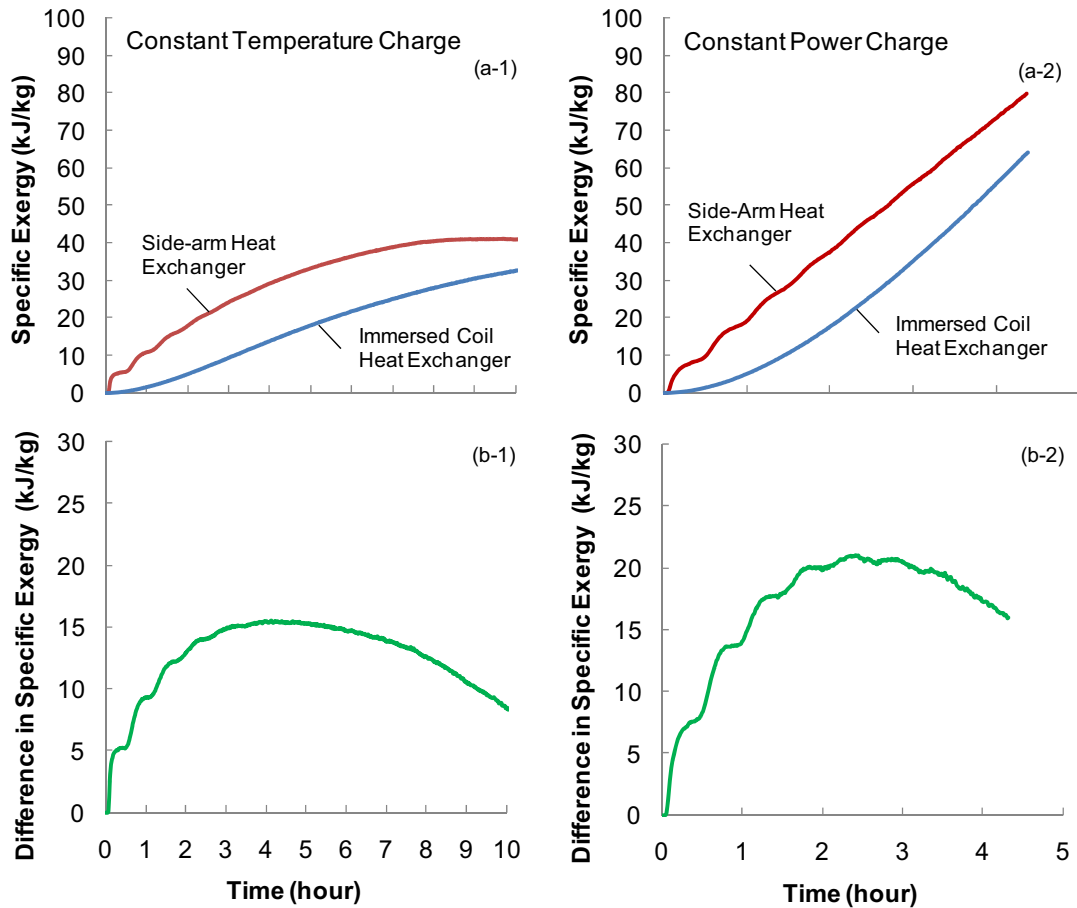 Constant Temperature Charge
(a-1)
Specific Exergy (kJ/kg)
100
90
80
70
60
50
40
30
20
10
0
Side-arm Heat
Exchanger
Immersed Coil
Heat Exchanger
Constant Power Charge
(a-2)
Specific Exergy (kJ/kg)
100
90
80
70
60
50
40
30
20
10
0
Side-Arm Heat
Exchanger
Immersed Coil
Heat Exchanger
(b-1)
Difference in Specific Exergy (kJ/kg)
30
25
20
15
10
5
0
0 1 2 3 4 5 6 7 8 9 10
Time (hour)
(b-2)
Difference in Specific Exergy (kJ/kg)
30
25
20
15
10
5
0
0 1 2 3 4 5
Time (hour)